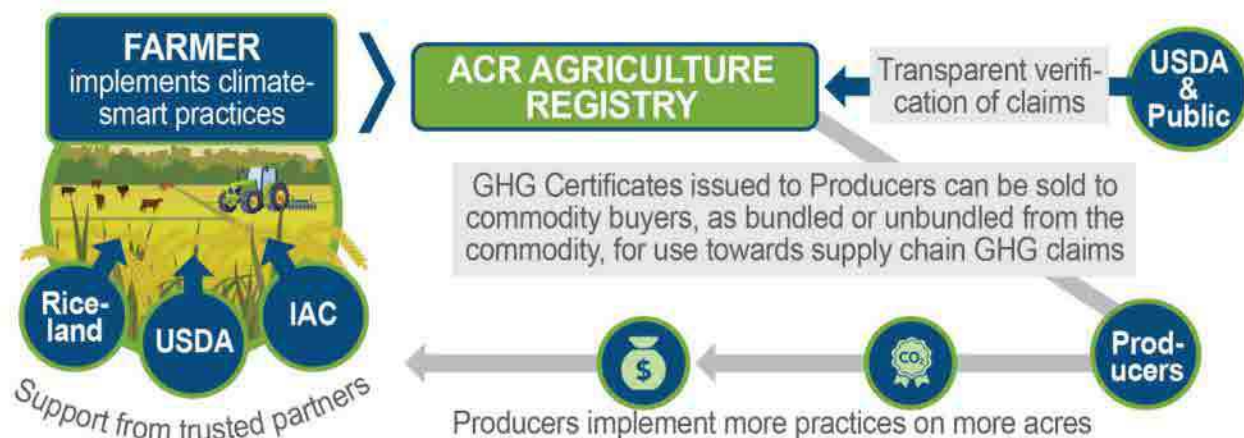 FARMER
implements climate-
smart practices
ACR AGRICULTURE
REGISTRY
Transparent verifi-
cation of claims
USDA
&
Public
GHG Certificates issued to Producers can be sold to
commodity buyers, as bundled or unbundled from the
commodity, for use towards supply chain GHG claims
Rice-
land
USDA
IAC
Support from trusted partners
$
CO₂
Prod-
ucers
Producers implement more practices on more acres